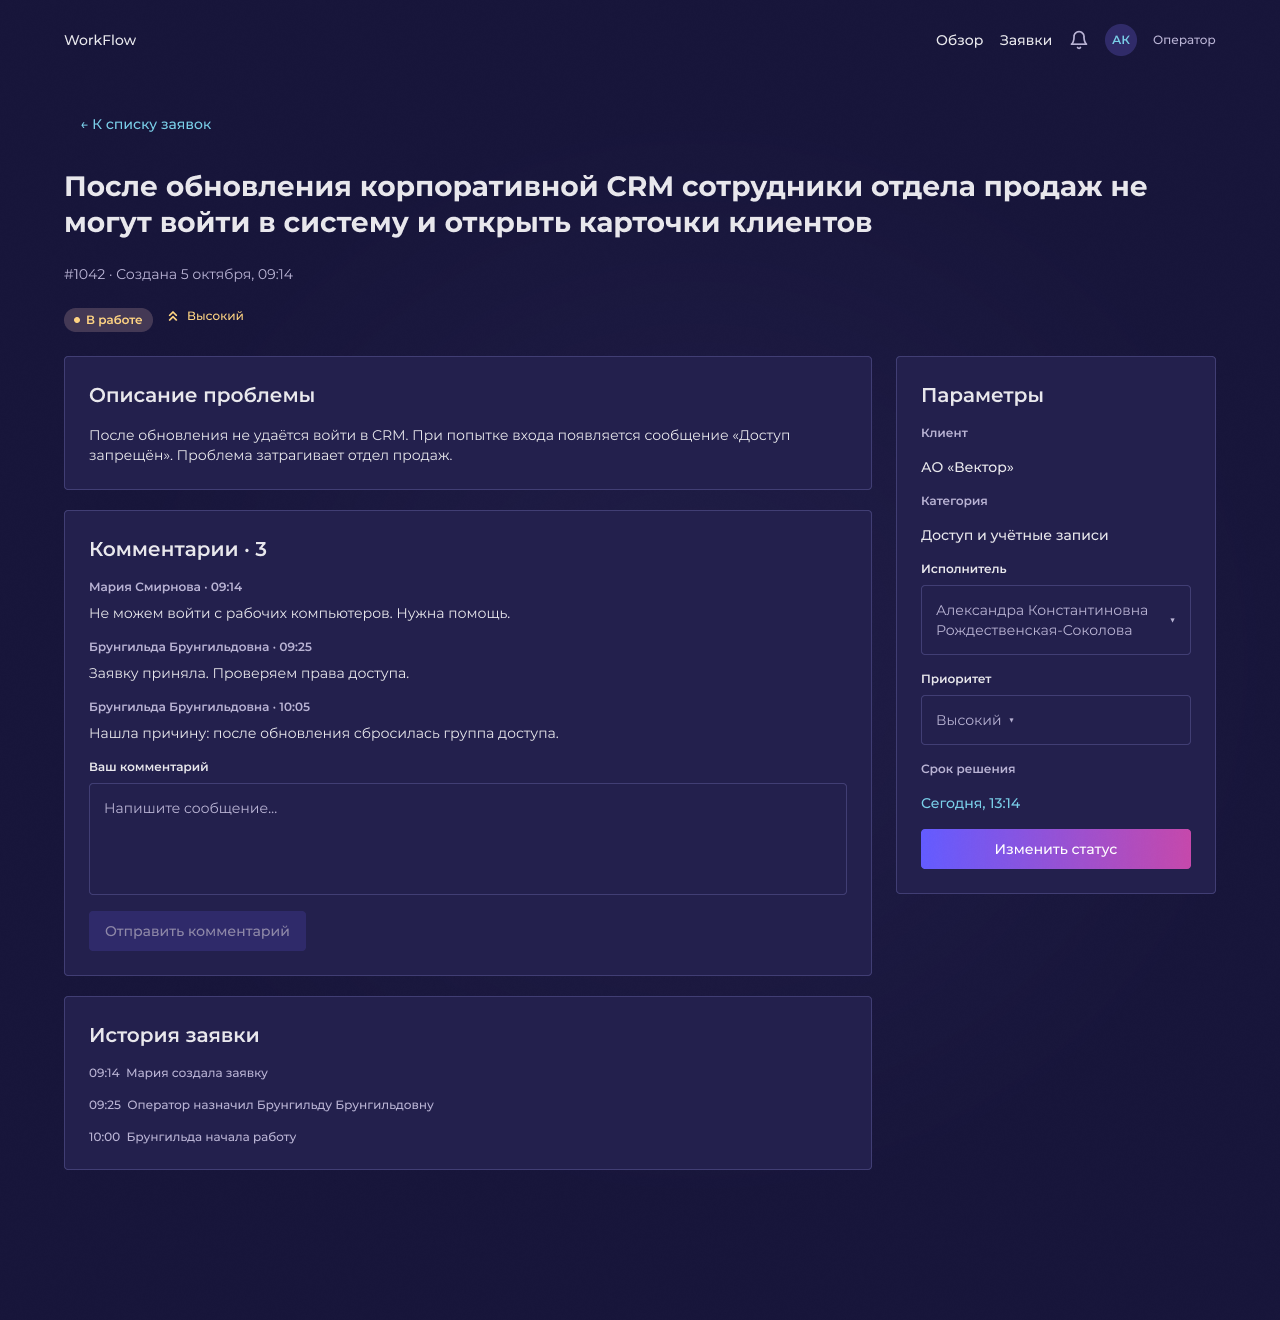 WorkFlow
Обзор
Заявки
АК
Оператор
← К списку заявок
После обновления корпоративной CRM сотрудники отдела продаж не
могут войти в систему и открыть карточки клиентов
#1042 · Создана 5 октября, 09:14
В работе
Высокий
Описание проблемы
После обновления не удаётся войти в CRM. При попытке входа появляется сообщение «Доступ
запрещён». Проблема затрагивает отдел продаж.
Комментарии · 3
Мария Смирнова · 09:14
Не можем войти с рабочих компьютеров. Нужна помощь.
Брунгильда Брунгильдовна · 09:25
Заявку приняла. Проверяем права доступа.
Брунгильда Брунгильдовна · 10:05
Нашла причину: после обновления сбросилась группа доступа.
Ваш комментарий
Напишите сообщение...
Отправить комментарий
История заявки
09:14 Мария создала заявку
09:25 Оператор назначил Брунгильду Брунгильдовну
10:00 Брунгильда начала работу
Параметры
Клиент
АО «Вектор»
Категория
Доступ и учётные записи
Исполнитель
Александра Константиновна
Рождественская-Соколова
Приоритет
Высокий
Срок решения
Сегодня, 13:14
Изменить статус